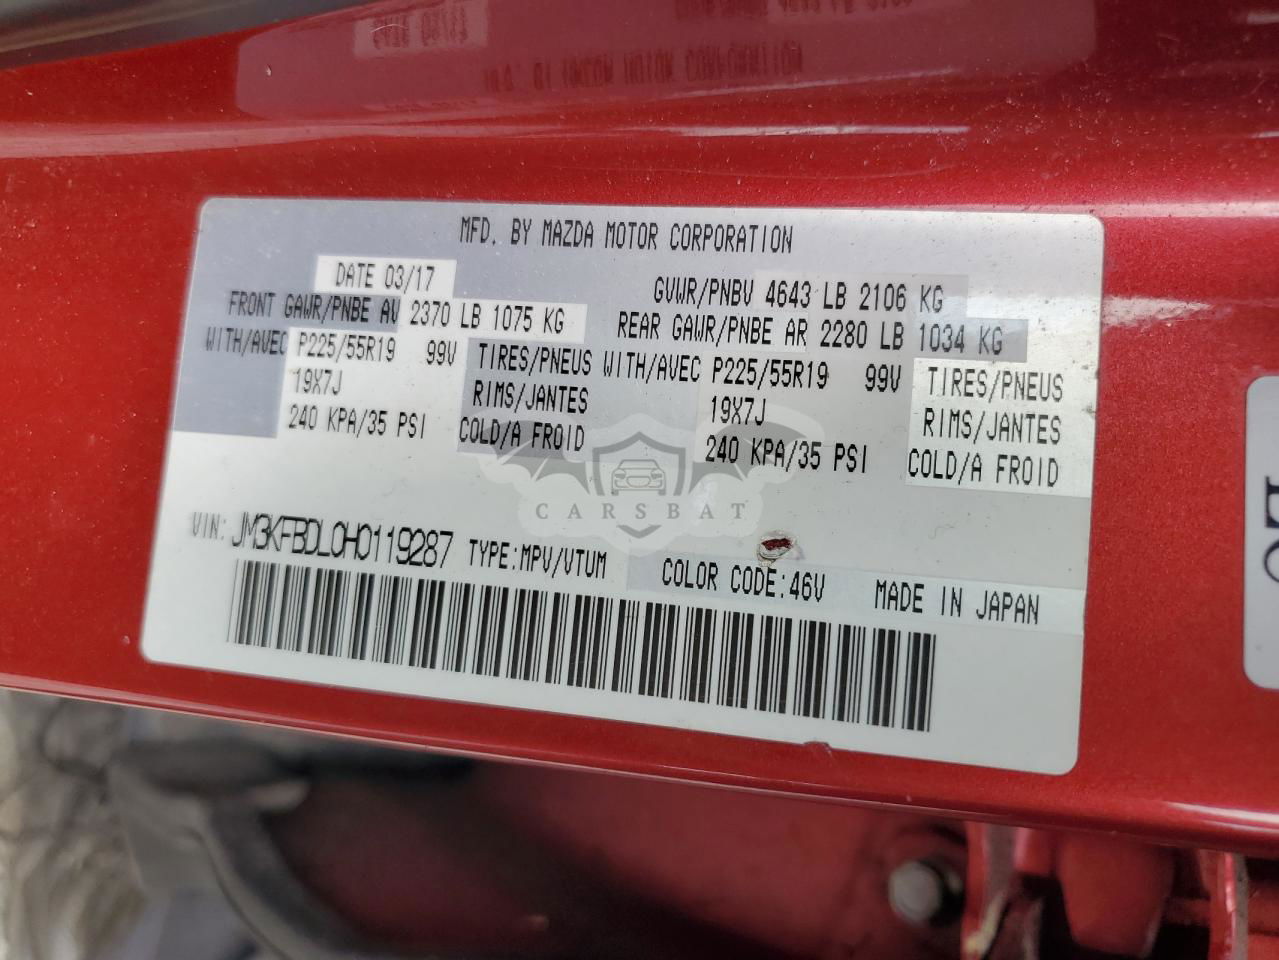 MFD. BY MAZDA MOTOR CORPORATION
DATE 03/17 GVWR/PNBV 4643 LB 2106 KG
FRONT GAWR/PNBE AV 2370 LB 1075 KG REAR GAWR/PNBE AR 2280 LB 1034 KG
WITH/AVEC P225/55R19 99V TIRES/PNEUS WITH/AVEC P225/55R19 99V TIRES/PNEUS
19X7J RIMS/JANTES 19X7J RIMS/JANTES
240 KPA/35 PSI COLD/A FROID 240 KPA/35 PSI COLD/A FROID
CARSBAT
VIN: JM3KFBDL0H0119287 TYPE:MPV/VTUM COLOR CODE:46V MADE IN JAPAN